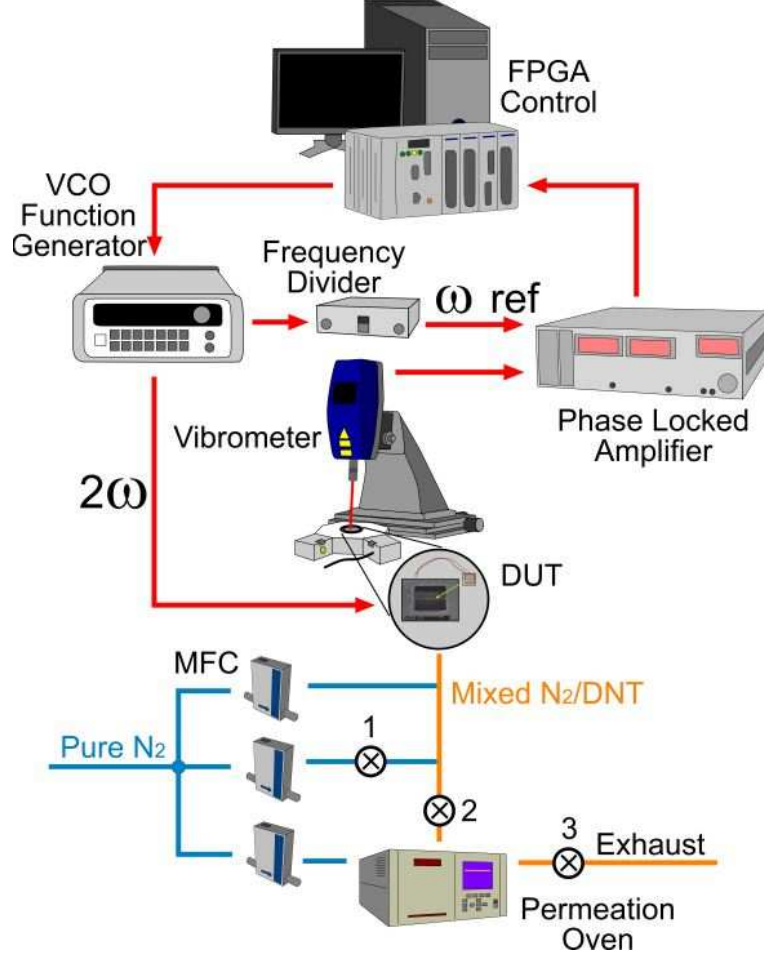 FPGA
Control
VCO
Function
Generator
Frequency
Divider
ω ref
Phase Locked
Amplifier
Vibrometer
2ω
DUT
MFC
Mixed N₂/DNT
1
Pure N₂
2
3
Exhaust
Permeation
Oven